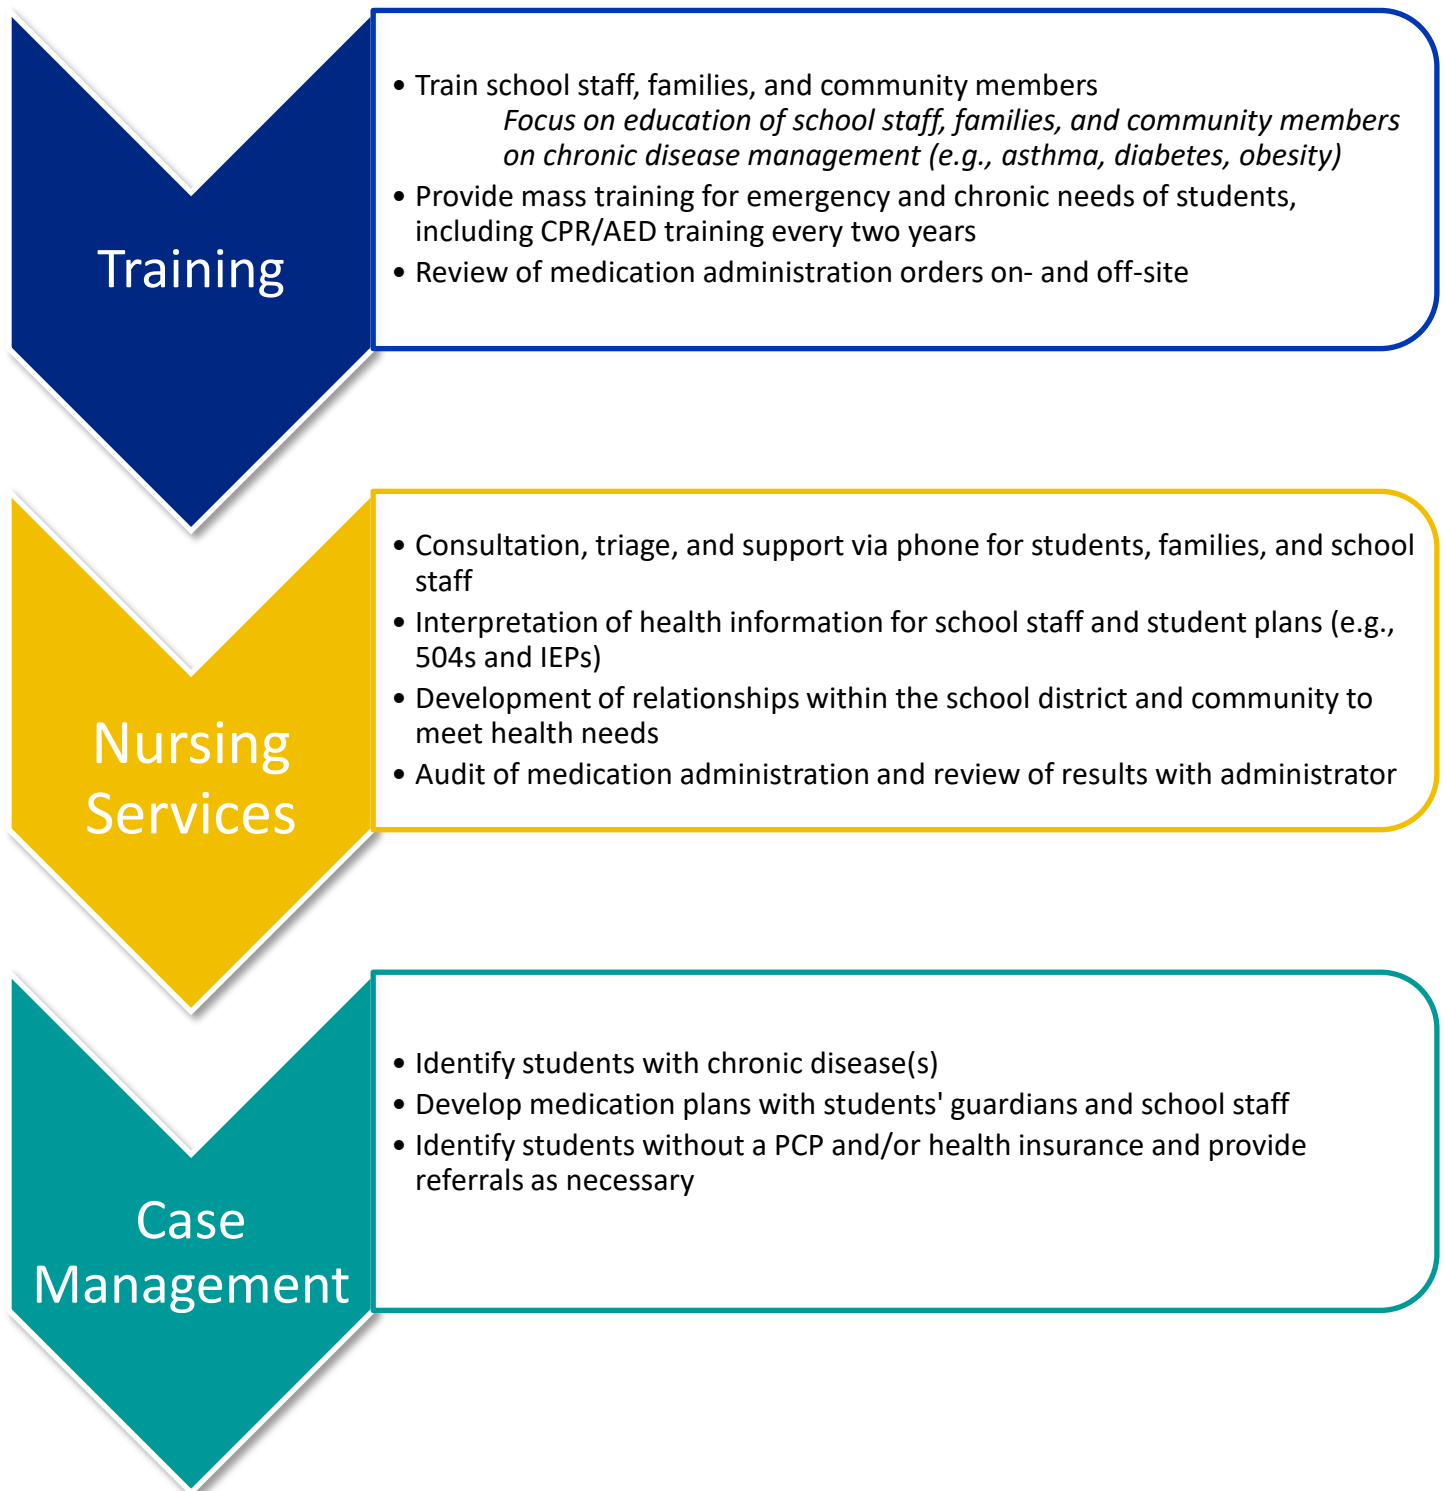 Training
• Train school staff, families, and community members
Focus on education of school staff, families, and community members
on chronic disease management (e.g., asthma, diabetes, obesity)
• Provide mass training for emergency and chronic needs of students,
including CPR/AED training every two years
• Review of medication administration orders on- and off-site
Nursing
Services
• Consultation, triage, and support via phone for students, families, and school
staff
• Interpretation of health information for school staff and student plans (e.g.,
504s and IEPs)
• Development of relationships within the school district and community to
meet health needs
• Audit of medication administration and review of results with administrator
Case
Management
• Identify students with chronic disease(s)
• Develop medication plans with students' guardians and school staff
• Identify students without a PCP and/or health insurance and provide
referrals as necessary